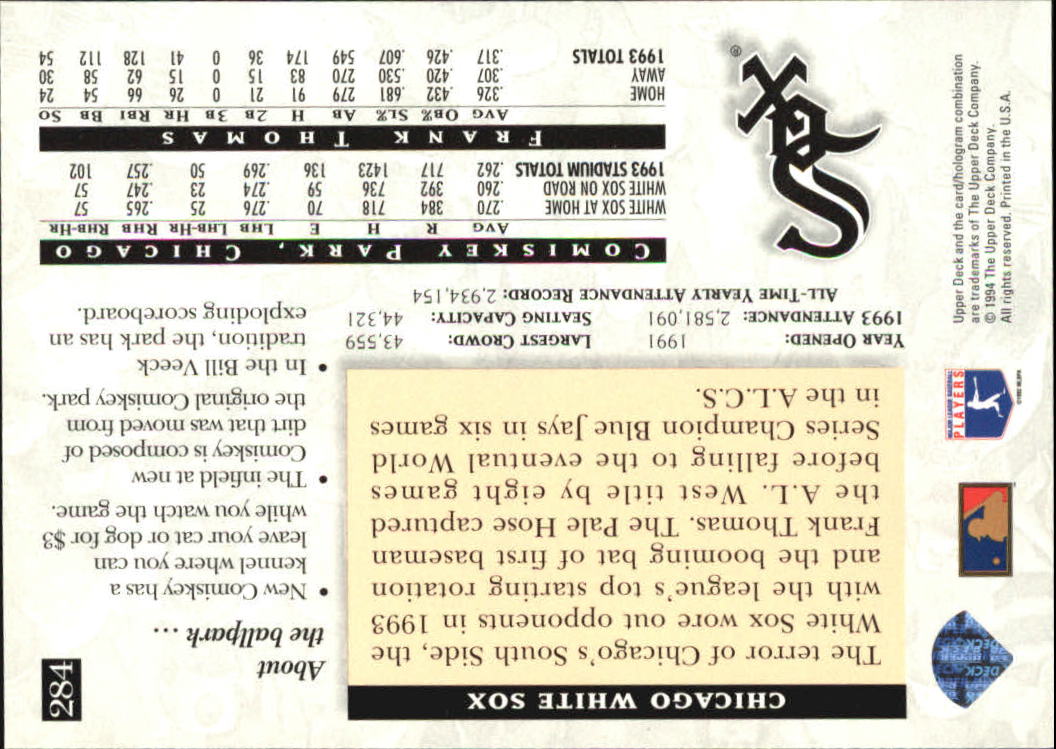 284
CHICAGO WHITE SOX
The terror of Chicago's South Side, the
White Sox wore out opponents in 1993
with the league's top starting rotation
and the booming bat of first baseman
Frank Thomas. The Pale Hose captured
the A.L. West title by eight games
before falling to the eventual World
Series Champion Blue Jays in six games
in the A.L.C.S.
About
the ballpark ...
• New Comiskey has a
kennel where you can
leave your cat or dog for $3
while you watch the game.
• The infield at new
Comiskey is composed of
dirt that was moved from
the original Comiskey park.
• In the Bill Veeck
tradition, the park has an
exploding scoreboard.
YEAR OPENED: 1991 LARGEST CROWD: 43,559
1993 ATTENDANCE: 2,581,091 SEATING CAPACITY: 44,321
ALL-TIME YEARLY ATTENDANCE RECORD: 2,934,154
COMISKEY PARK, CHICAGO
AVG R H E LHB LHB-HR RHB RHB-HR
WHITE SOX AT HOME .270 384 718 70 .276 25 .265 57
WHITE SOX ON ROAD .260 392 736 59 .274 23 .247 57
1993 STADIUM TOTALS .262 717 1423 136 .269 50 .257 102
FRANK THOMAS
AVG OB% SL% AB H 2B 3B HR RBI BB SO
HOME .326 .432 .681 279 91 21 0 26 66 54 24
AWAY .307 .420 .530 270 83 15 0 15 62 58 30
1993 TOTALS .317 .426 .607 549 174 36 0 41 128 112 54
Sox
®
DECK
MAJOR LEAGUE BASEBALL
PLAYERS
©1992 MLBPA
Upper Deck and the card/hologram combination
are trademarks of The Upper Deck Company.
© 1994 The Upper Deck Company.
All rights reserved. Printed in the U.S.A.